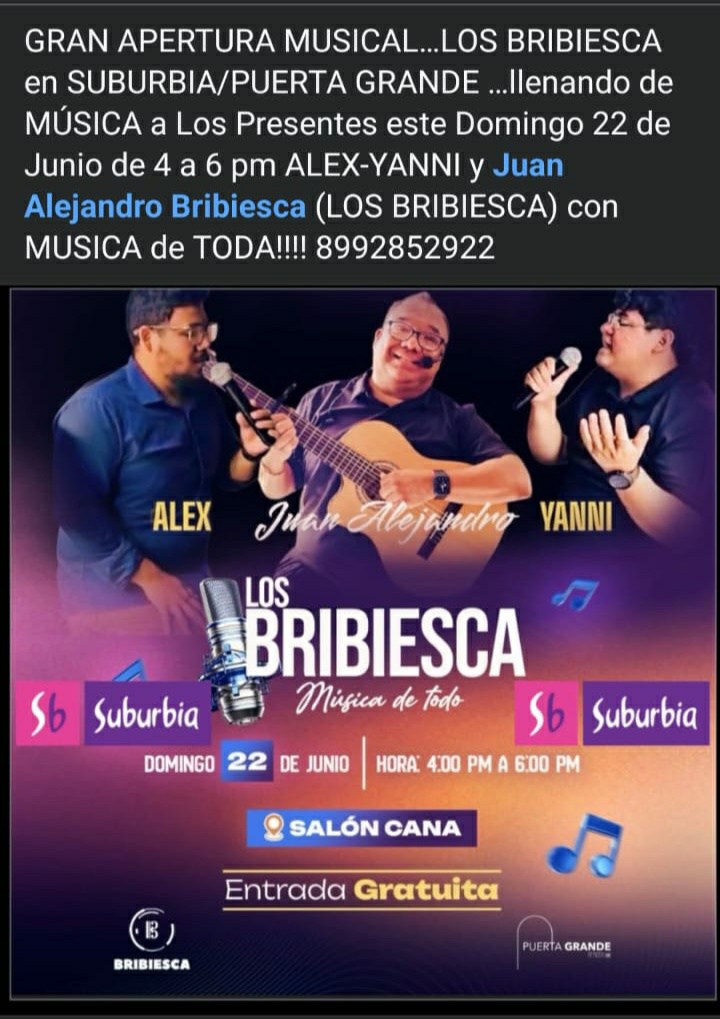 GRAN APERTURA MUSICAL...LOS BRIBIESCA
en SUBURBIA/PUERTA GRANDE ...llenando de
MÚSICA a Los Presentes este Domingo 22 de
Junio de 4 a 6 pm ALEX-YANNI y Juan
Alejandro Bribiesca (LOS BRIBIESCA) con
MUSICA de TODA!!!! 8992852922
ALEX
Juan Alejandro
YANNI
LOS
BRIBIESCA
Música de todo
Sb Suburbia
Sb Suburbia
DOMINGO 22 DE JUNIO
HORA: 4:00 PM A 6:00 PM
SALÓN CANA
Entrada Gratuita
B
BRIBIESCA
PUERTA GRANDE